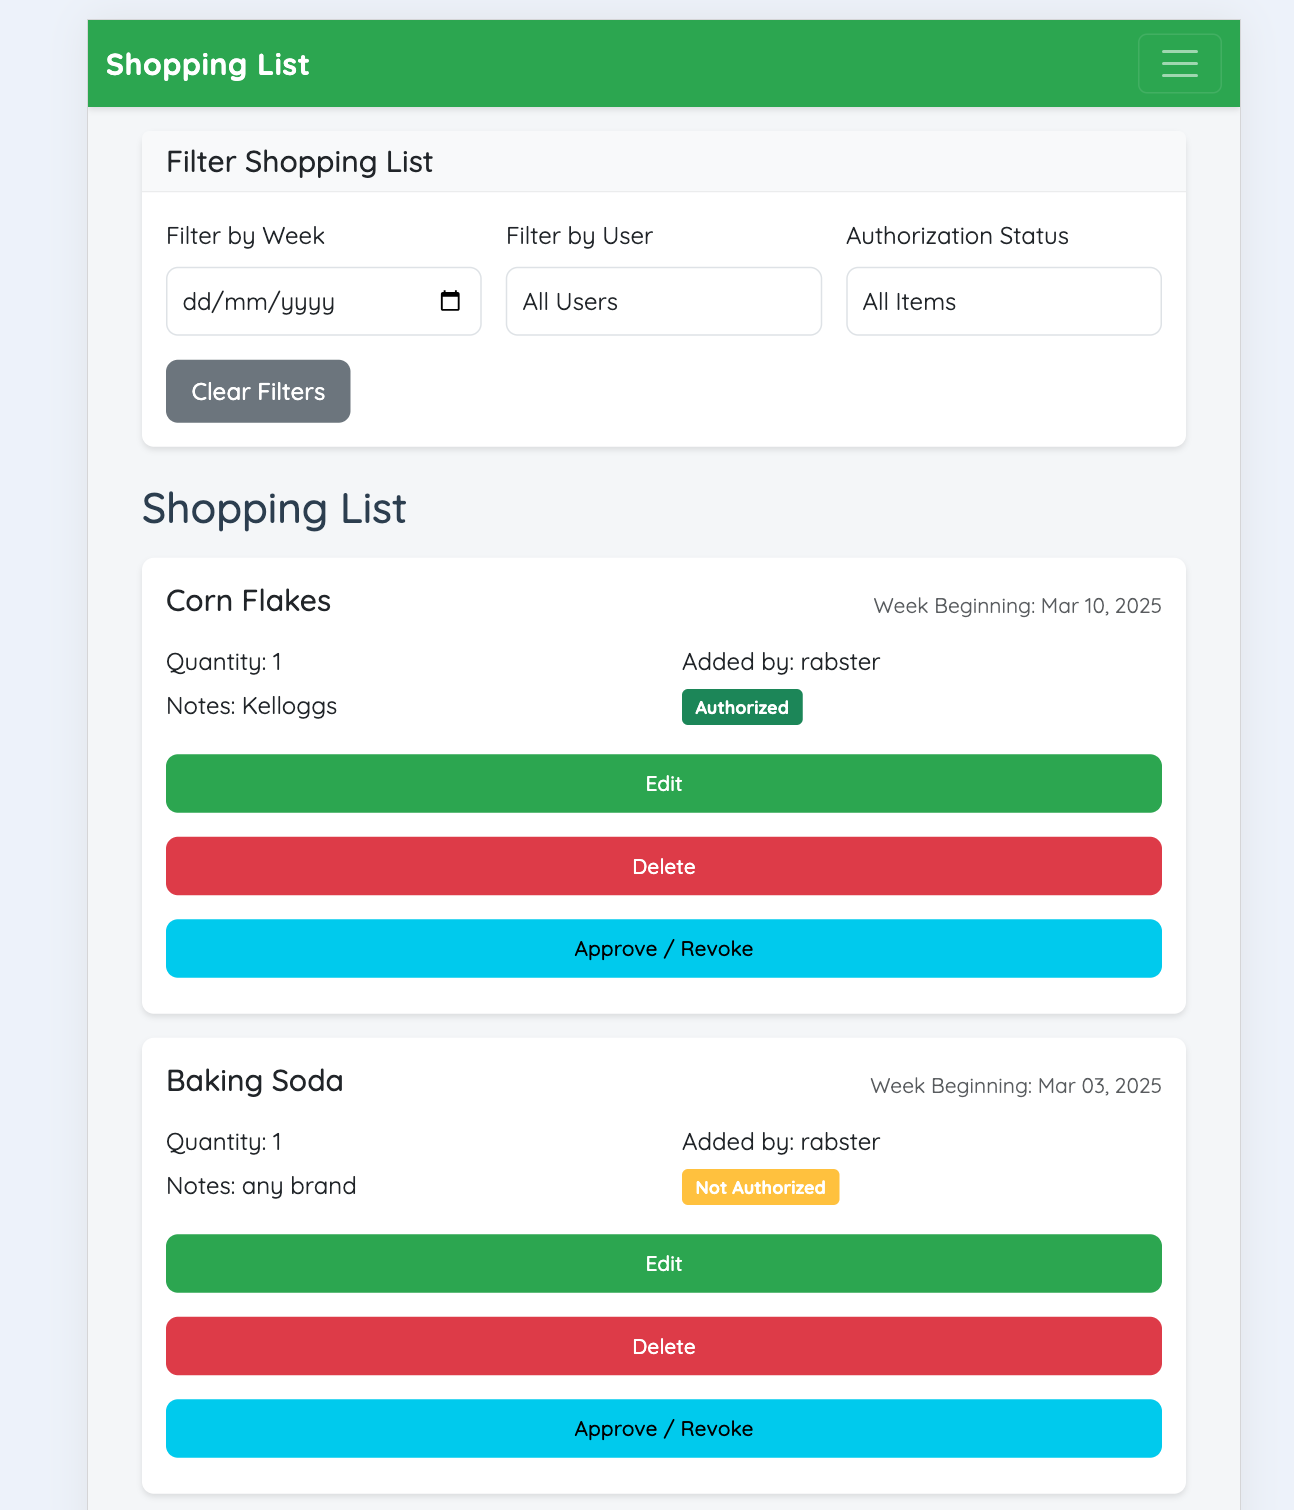 Shopping List
Filter Shopping List
Filter by Week
Filter by User
Authorization Status
dd/mm/yyyy
All Users
All Items
Clear Filters
Shopping List
Corn Flakes
Week Beginning: Mar 10, 2025
Quantity: 1
Added by: rabster
Notes: Kelloggs
Authorized
Edit
Delete
Approve / Revoke
Baking Soda
Week Beginning: Mar 03, 2025
Quantity: 1
Added by: rabster
Notes: any brand
Not Authorized
Edit
Delete
Approve / Revoke